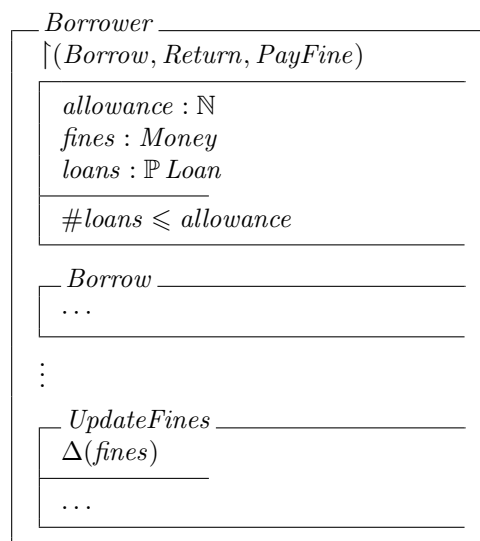 Borrower
↾(Borrow, Return, PayFine)
allowance : ℕ
fines : Money
loans : ℙ Loan
#loans ⩽ allowance
Borrow
. . .
⋮
UpdateFines
Δ(fines)
. . .